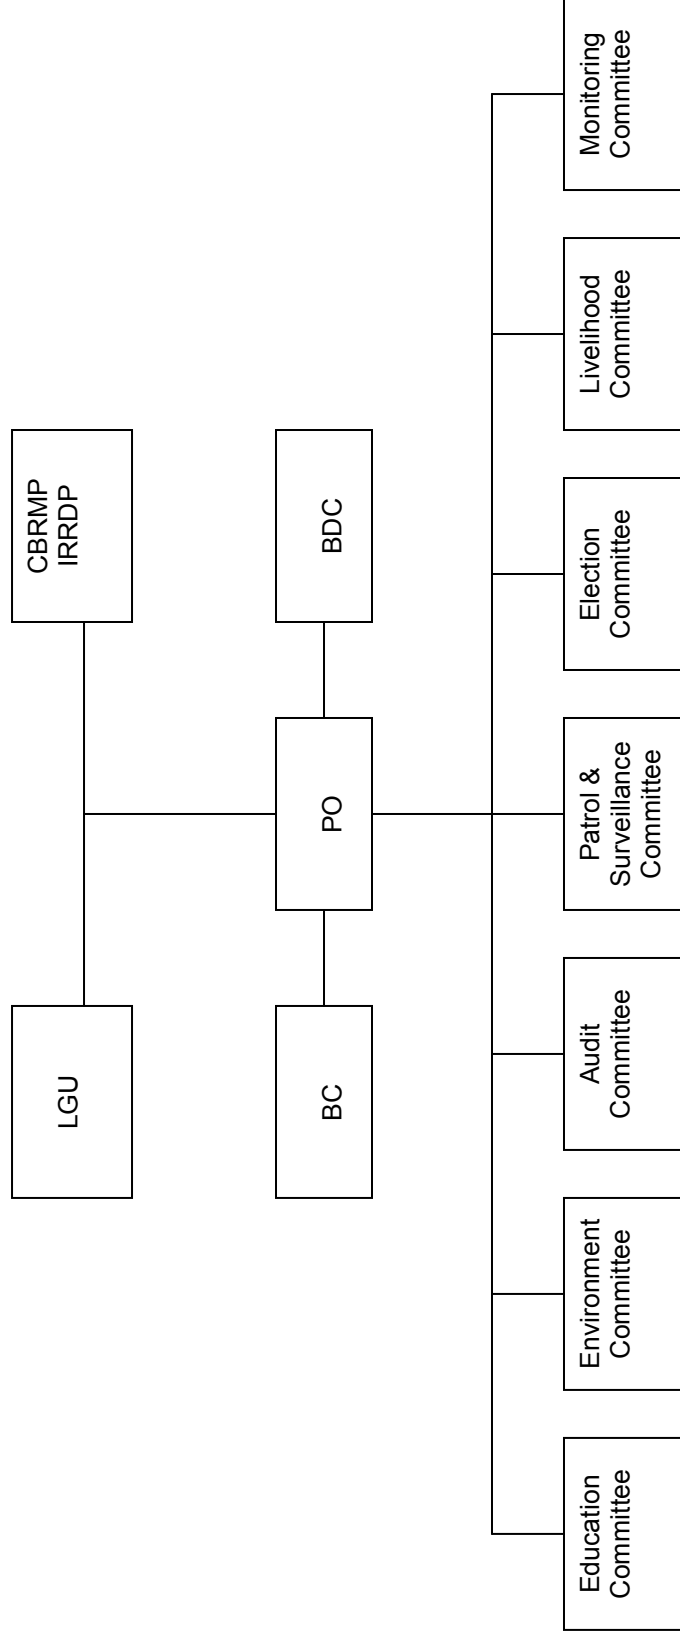 LGU
CBRMP
IRRDP
BC
PO
BDC
Education
Committee
Environment
Committee
Audit
Committee
Patrol &
Surveillance
Committee
Election
Committee
Livelihood
Committee
Monitoring
Committee